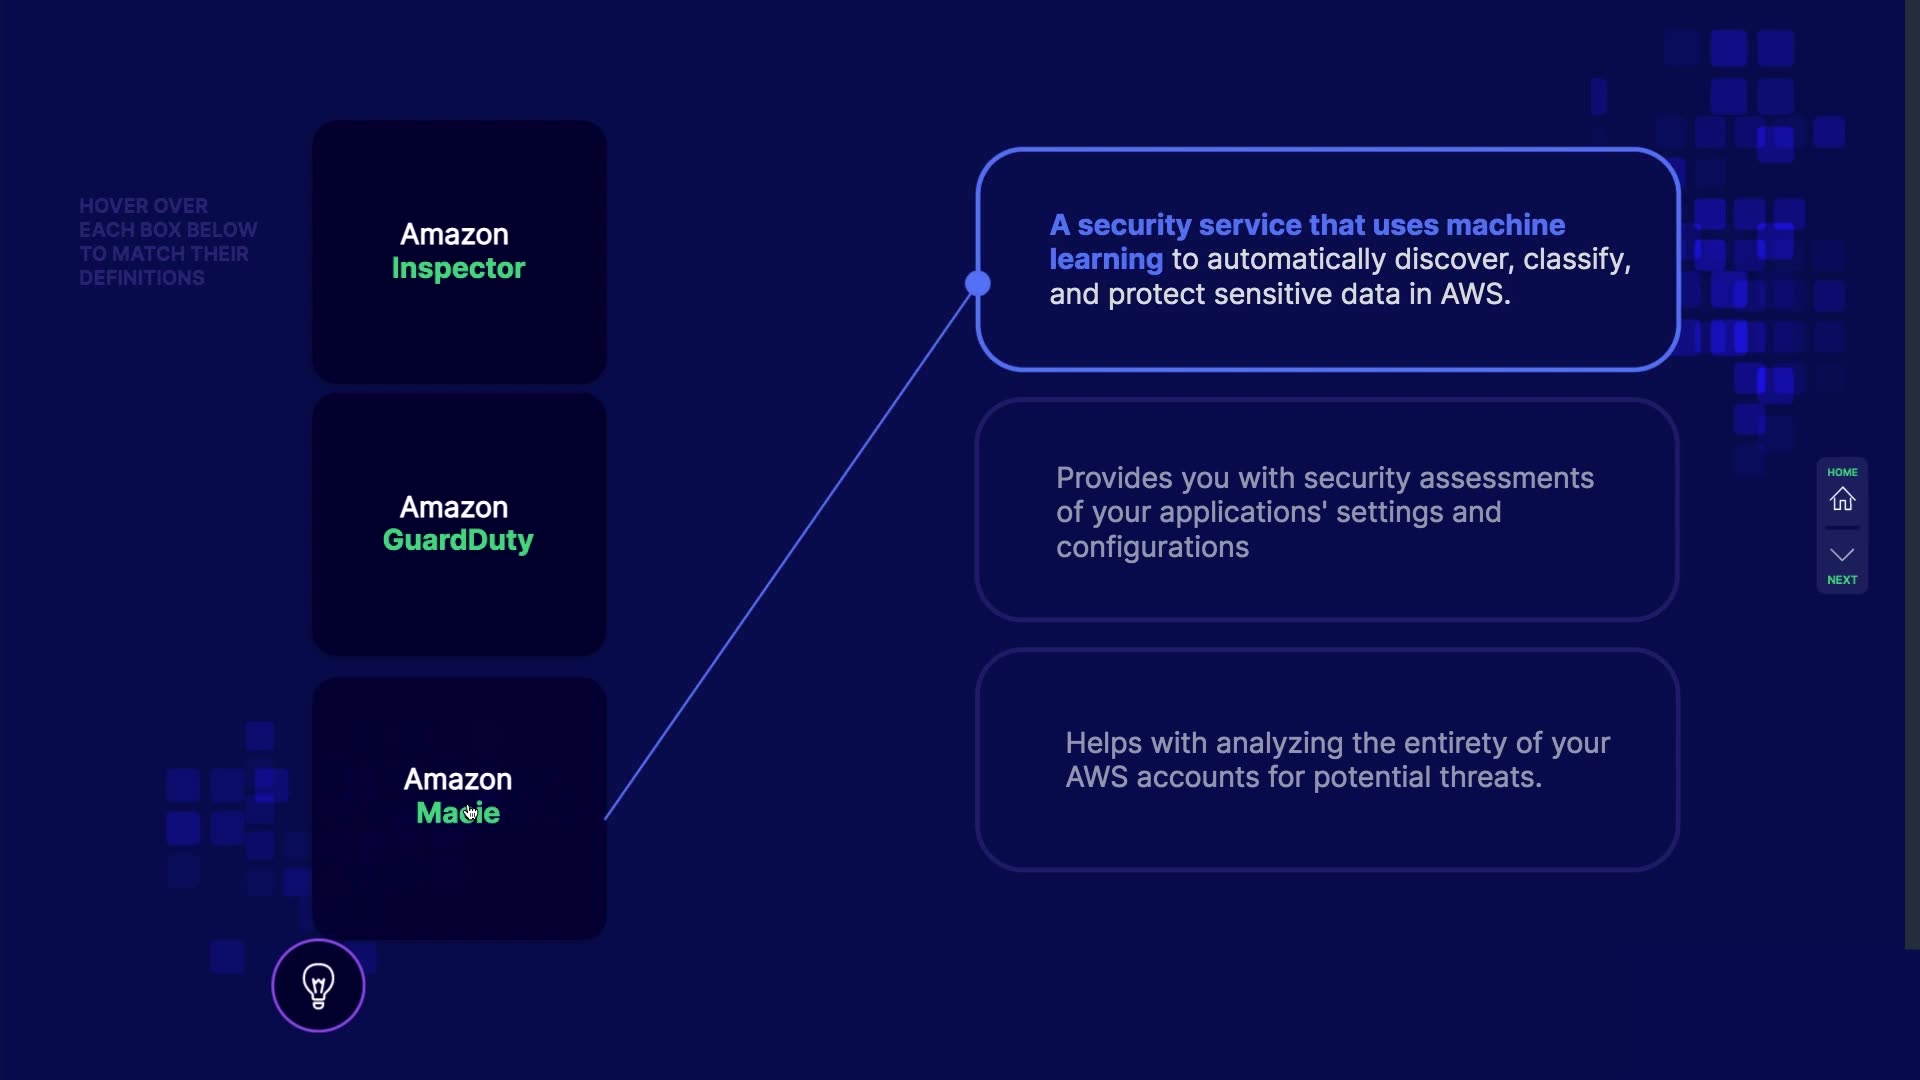 HOVER OVER
EACH BOX BELOW
TO MATCH THEIR
DEFINITIONS
Amazon
Inspector
Amazon
GuardDuty
Amazon
Macie
A security service that uses machine
learning to automatically discover, classify,
and protect sensitive data in AWS.
Provides you with security assessments
of your applications' settings and
configurations
Helps with analyzing the entirety of your
AWS accounts for potential threats.
HOME
NEXT